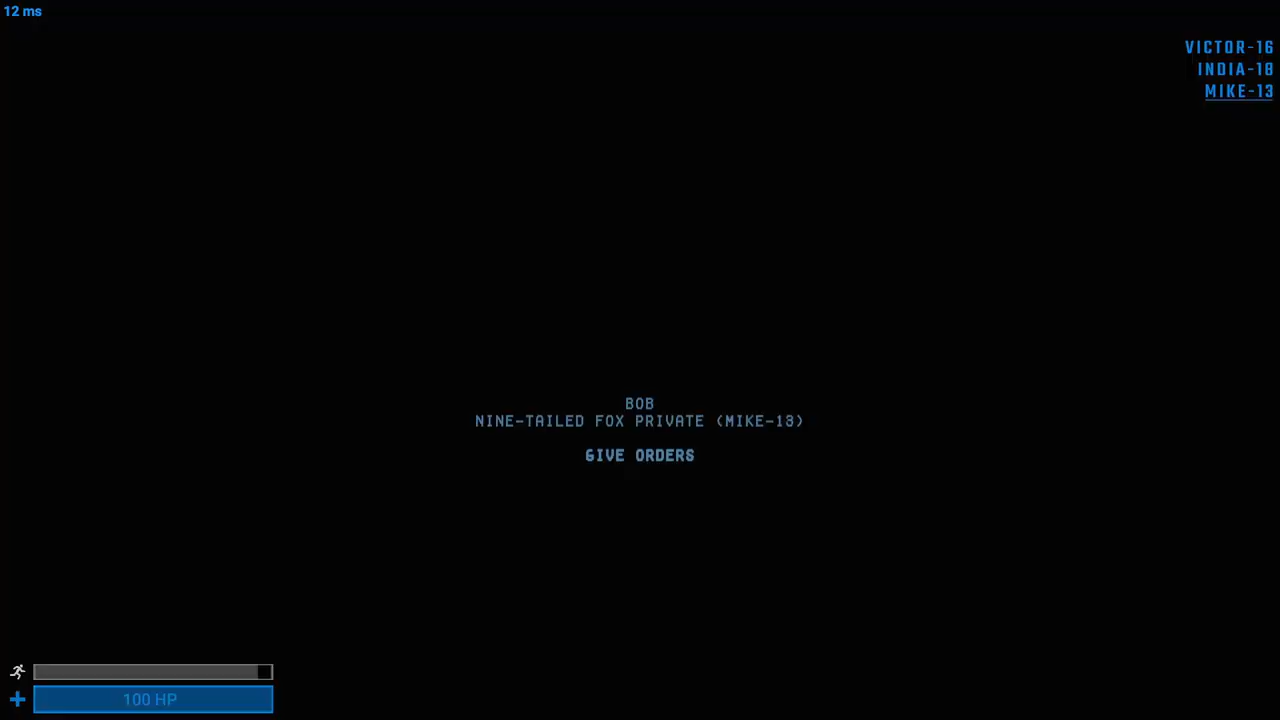 12 ms
VICTOR-16
INDIA-18
MIKE-13
BOB
NINE-TAILED FOX PRIVATE (MIKE-13)
GIVE ORDERS
100 HP